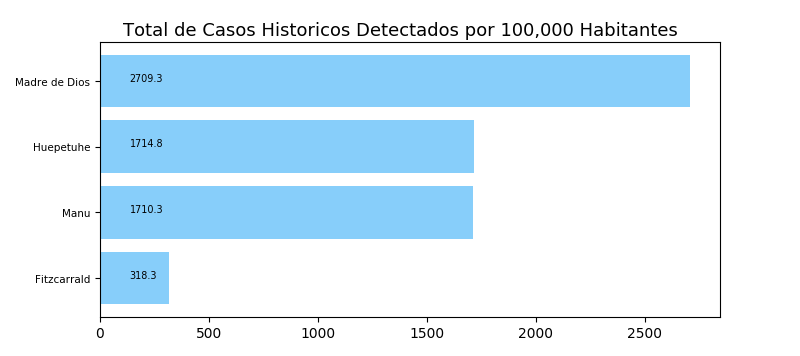 Total de Casos Historicos Detectados por 100,000 Habitantes
Madre de Dios 2709.3
Huepetuhe 1714.8
Manu 1710.3
Fitzcarrald 318.3
0 500 1000 1500 2000 2500